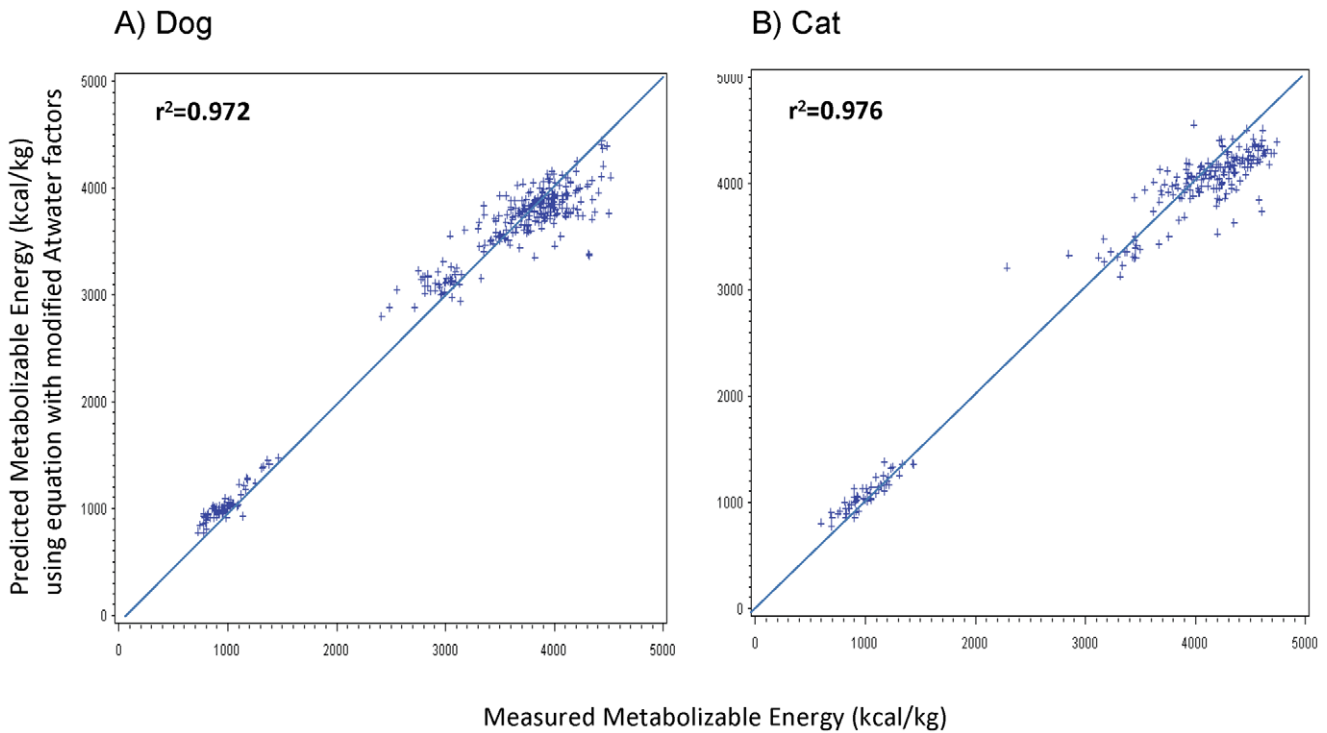 A) Dog
B) Cat
Predicted Metabolizable Energy (kcal/kg)
using equation with modified Atwater factors
5000
4000
3000
2000
1000
0
r²=0.972
0 1000 2000 3000 4000 5000
5000
4000
3000
2000
1000
0
r²=0.976
0 1000 2000 3000 4000 5000
Measured Metabolizable Energy (kcal/kg)